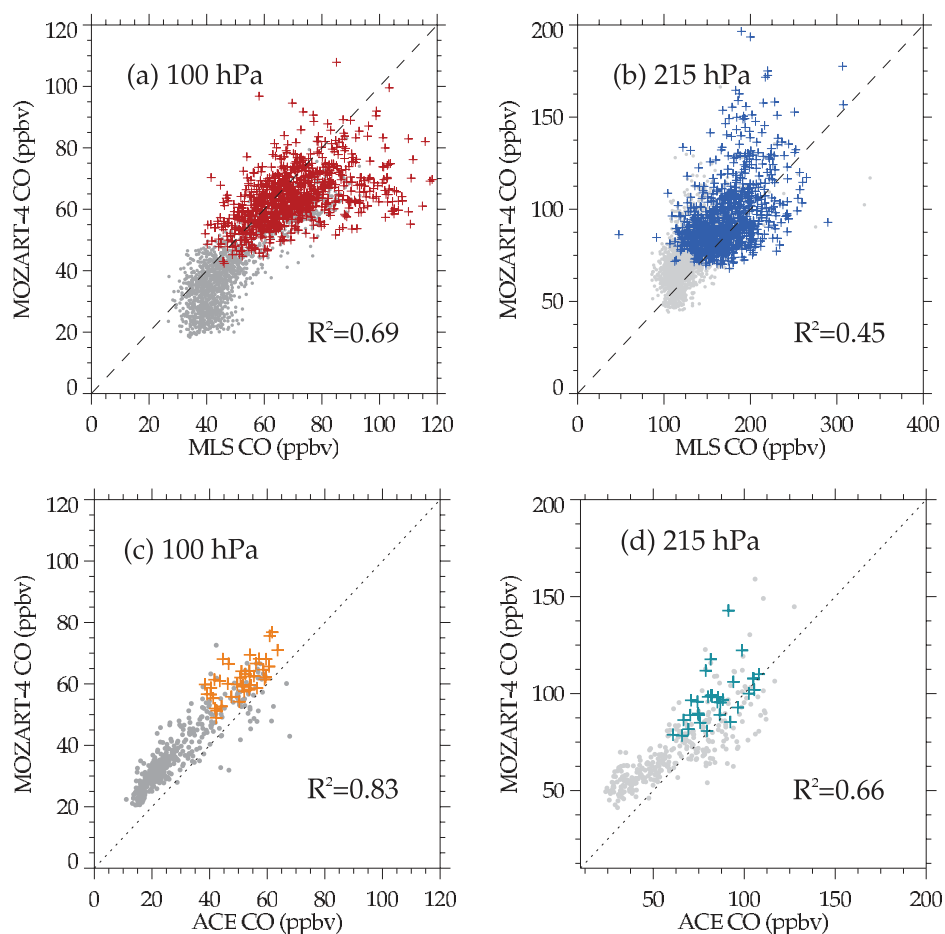 (a) 100 hPa
120
100
80
60
40
20
0
MOZART-4 CO (ppbv)
R²=0.69
0 20 40 60 80 100 120
MLS CO (ppbv)
(b) 215 hPa
200
150
100
50
0
MOZART-4 CO (ppbv)
R²=0.45
0 100 200 300 400
MLS CO (ppbv)
(c) 100 hPa
120
100
80
60
40
20
0
MOZART-4 CO (ppbv)
R²=0.83
0 20 40 60 80 100 120
ACE CO (ppbv)
(d) 215 hPa
200
150
100
50
MOZART-4 CO (ppbv)
R²=0.66
50 100 150 200
ACE CO (ppbv)